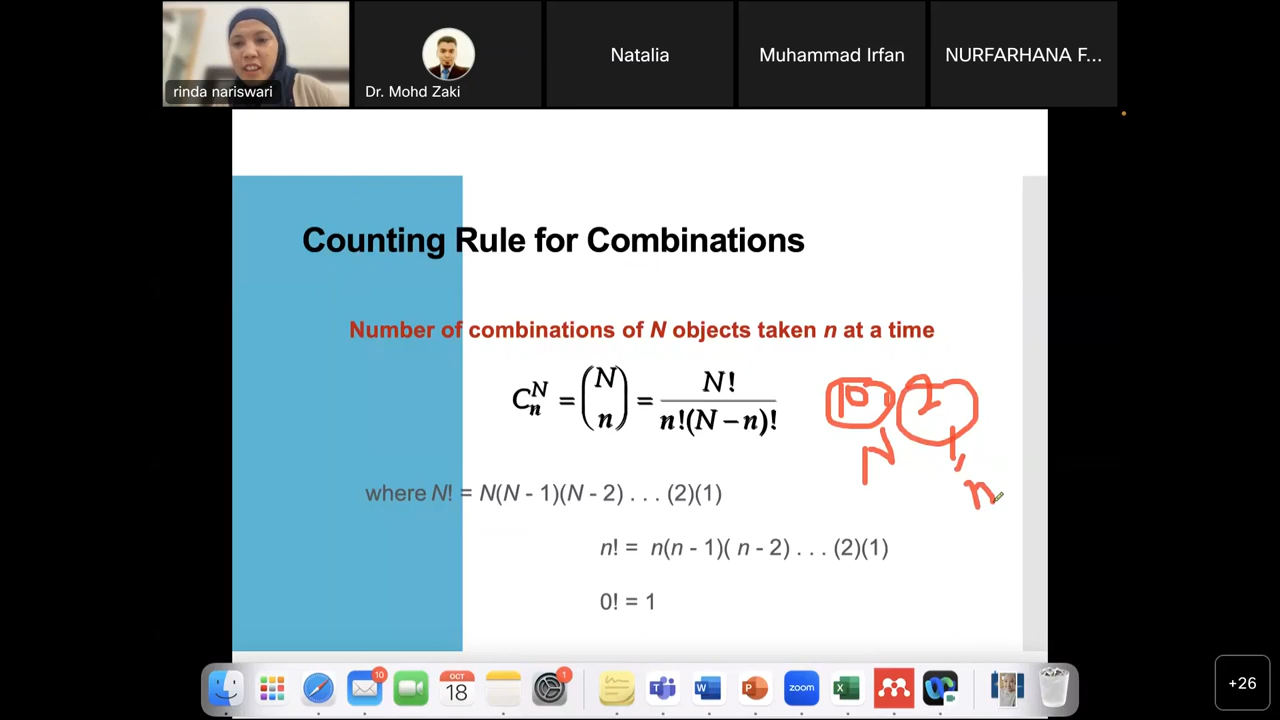 rinda nariswari
Dr. Mohd Zaki
Natalia
Muhammad Irfan
NURFARHANA F...
Counting Rule for Combinations
Number of combinations of N objects taken n at a time
C_n^N = (N n) = N! / n!(N – n)!
10 2
N
n
where N! = N(N - 1)(N - 2) . . . (2)(1)
n! = n(n - 1)( n - 2) . . . (2)(1)
0! = 1
10
OCT
18
1
W
P
zoom
X
+26